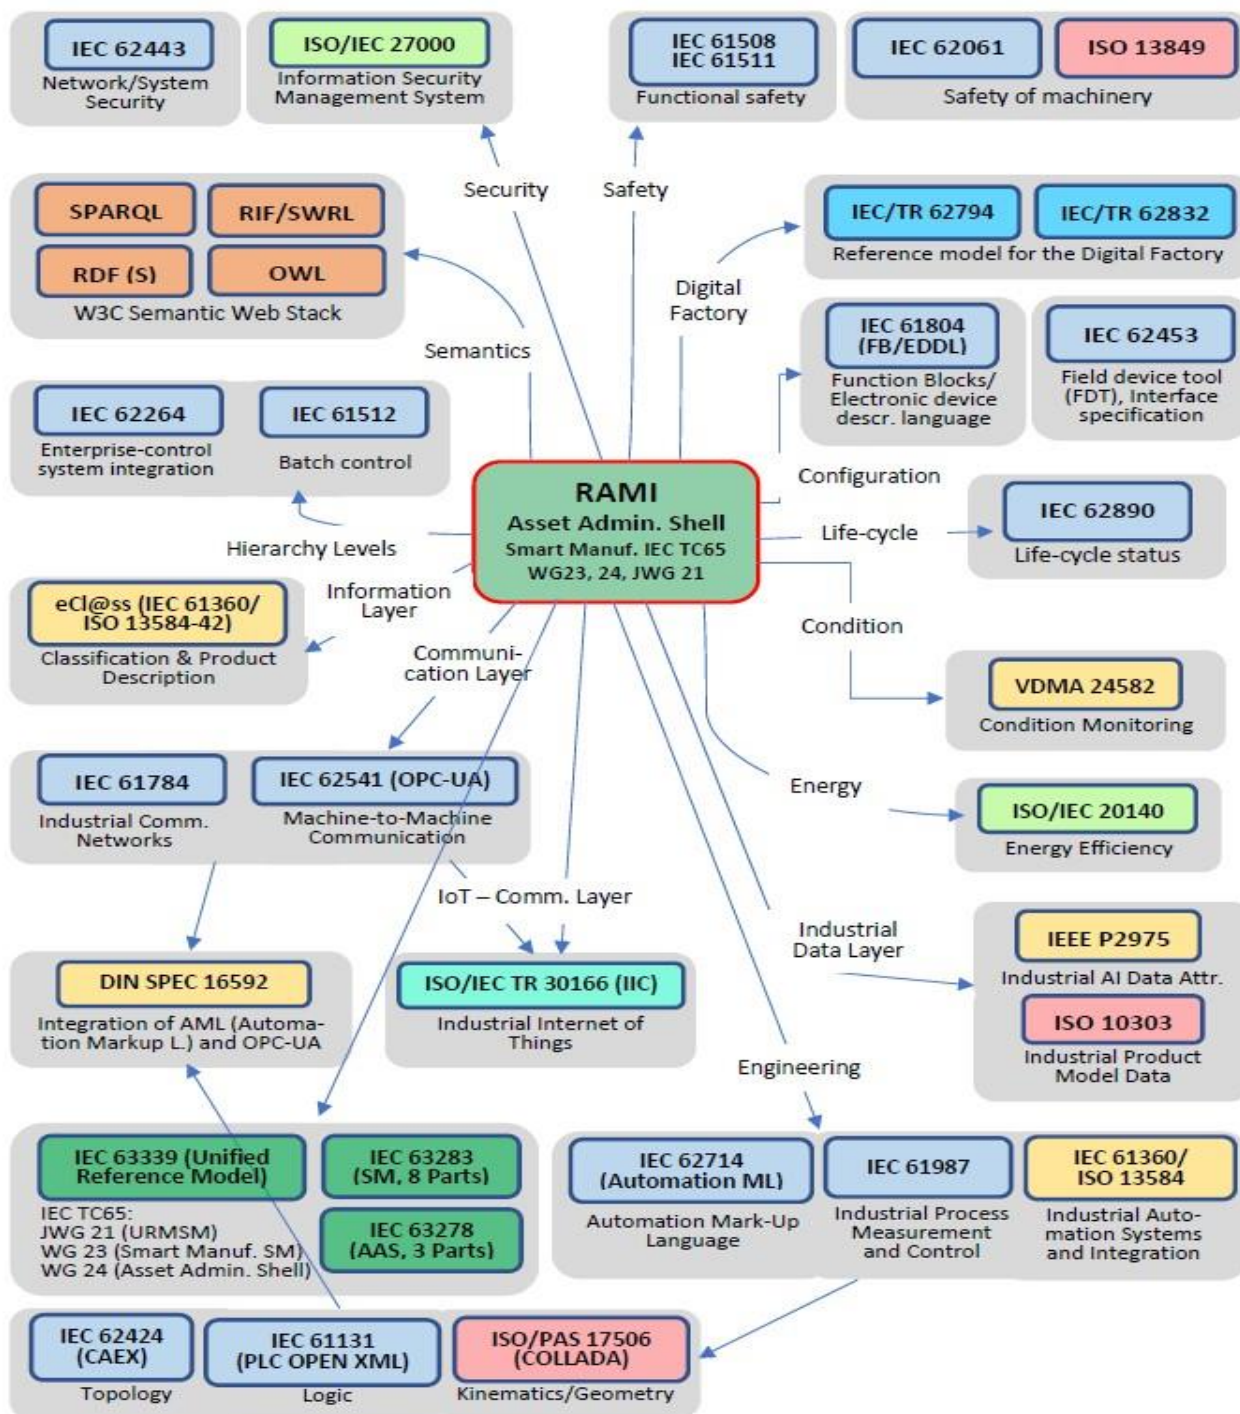 IEC 62443
Network/System
Security
ISO/IEC 27000
Information Security
Management System
IEC 61508
IEC 61511
Functional safety
IEC 62061
ISO 13849
Safety of machinery
Security
Safety
SPARQL
RIF/SWRL
RDF (S)
OWL
W3C Semantic Web Stack
IEC/TR 62794
IEC/TR 62832
Reference model for the Digital Factory
Digital
Factory
Semantics
IEC 61804
(FB/EDDL)
Function Blocks/
Electronic device
descr. language
IEC 62453
Field device tool
(FDT), Interface
specification
IEC 62264
Enterprise-control
system integration
IEC 61512
Batch control
RAMI
Asset Admin. Shell
Smart Manuf. IEC TC65
WG23, 24, JWG 21
Configuration
Life-cycle
IEC 62890
Life-cycle status
Hierarchy Levels
Information
Layer
eCl@ss (IEC 61360/
ISO 13584-42)
Classification & Product
Description
Communi-
cation Layer
Condition
VDMA 24582
Condition Monitoring
IEC 61784
Industrial Comm.
Networks
IEC 62541 (OPC-UA)
Machine-to-Machine
Communication
Energy
ISO/IEC 20140
Energy Efficiency
IoT – Comm. Layer
Industrial
Data Layer
IEEE P2975
Industrial AI Data Attr.
ISO 10303
Industrial Product
Model Data
DIN SPEC 16592
Integration of AML (Automa-
tion Markup L.) and OPC-UA
ISO/IEC TR 30166 (IIC)
Industrial Internet of
Things
Engineering
IEC 63339 (Unified
Reference Model)
IEC 63283
(SM, 8 Parts)
IEC 63278
(AAS, 3 Parts)
IEC TC65:
JWG 21 (URMSM)
WG 23 (Smart Manuf. SM)
WG 24 (Asset Admin. Shell)
IEC 62714
(Automation ML)
Automation Mark-Up
Language
IEC 61987
Industrial Process
Measurement
and Control
IEC 61360/
ISO 13584
Industrial Auto-
mation Systems
and Integration
IEC 62424
(CAEX)
Topology
IEC 61131
(PLC OPEN XML)
Logic
ISO/PAS 17506
(COLLADA)
Kinematics/Geometry